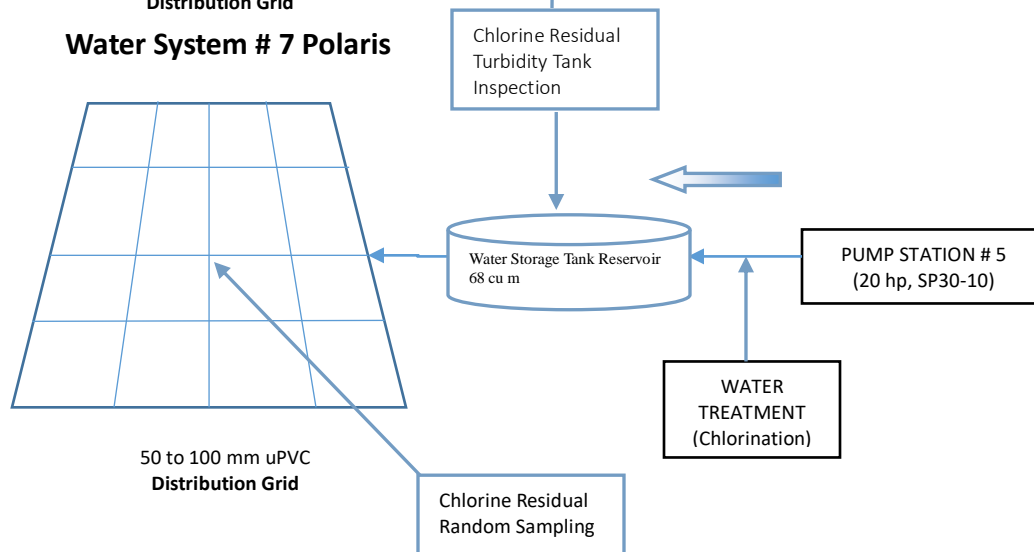 Distribution Grid
Water System # 7 Polaris
Chlorine Residual
Turbidity Tank
Inspection
Water Storage Tank Reservoir
68 cu m
PUMP STATION # 5
(20 hp, SP30-10)
WATER
TREATMENT
(Chlorination)
50 to 100 mm uPVC
Distribution Grid
Chlorine Residual
Random Sampling